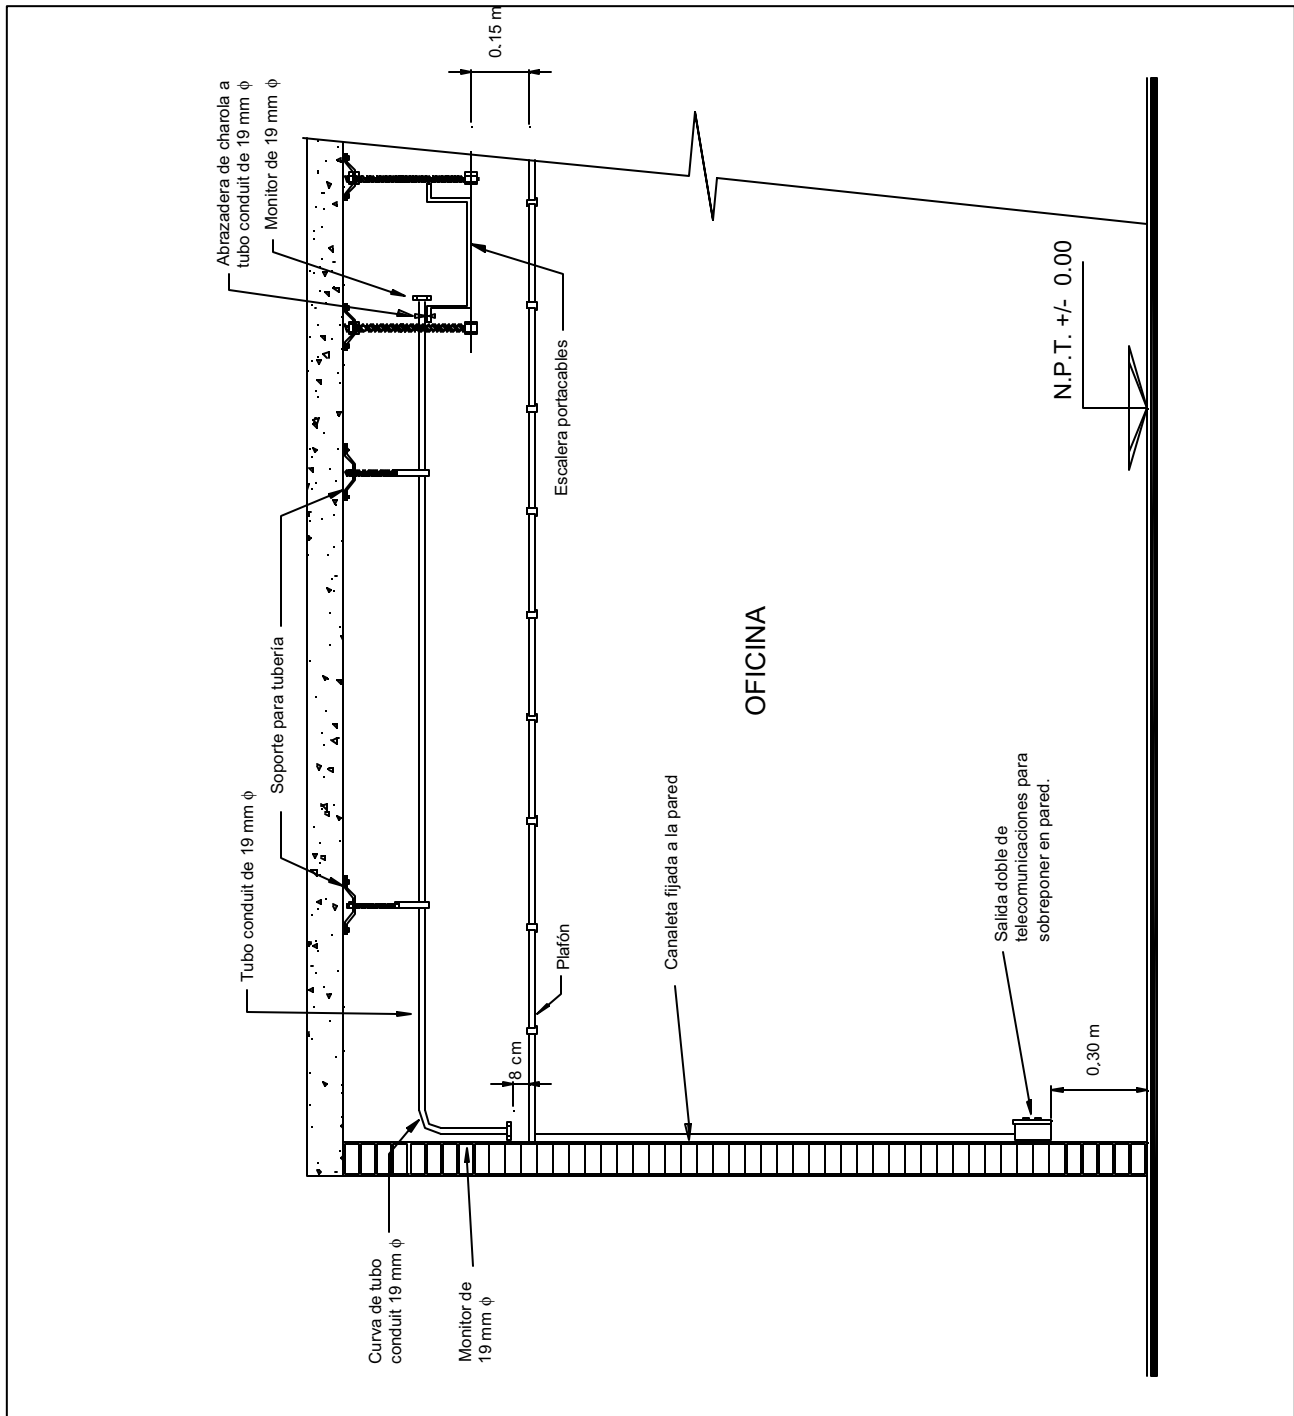 Abrazadera de charola a
tubo conduit de 19 mm ϕ
Monitor de 19 mm ϕ
0.15 m
Tubo conduit de 19 mm ϕ
Soporte para tubería
Escalera portacables
N.P.T. +/- 0.00
OFICINA
Plafón
8 cm
Canaleta fijada a la pared
Salida doble de
telecomunicaciones para
sobreponer en pared.
0.30 m
Curva de tubo
conduit 19 mm ϕ
Monitor de
19 mm ϕ